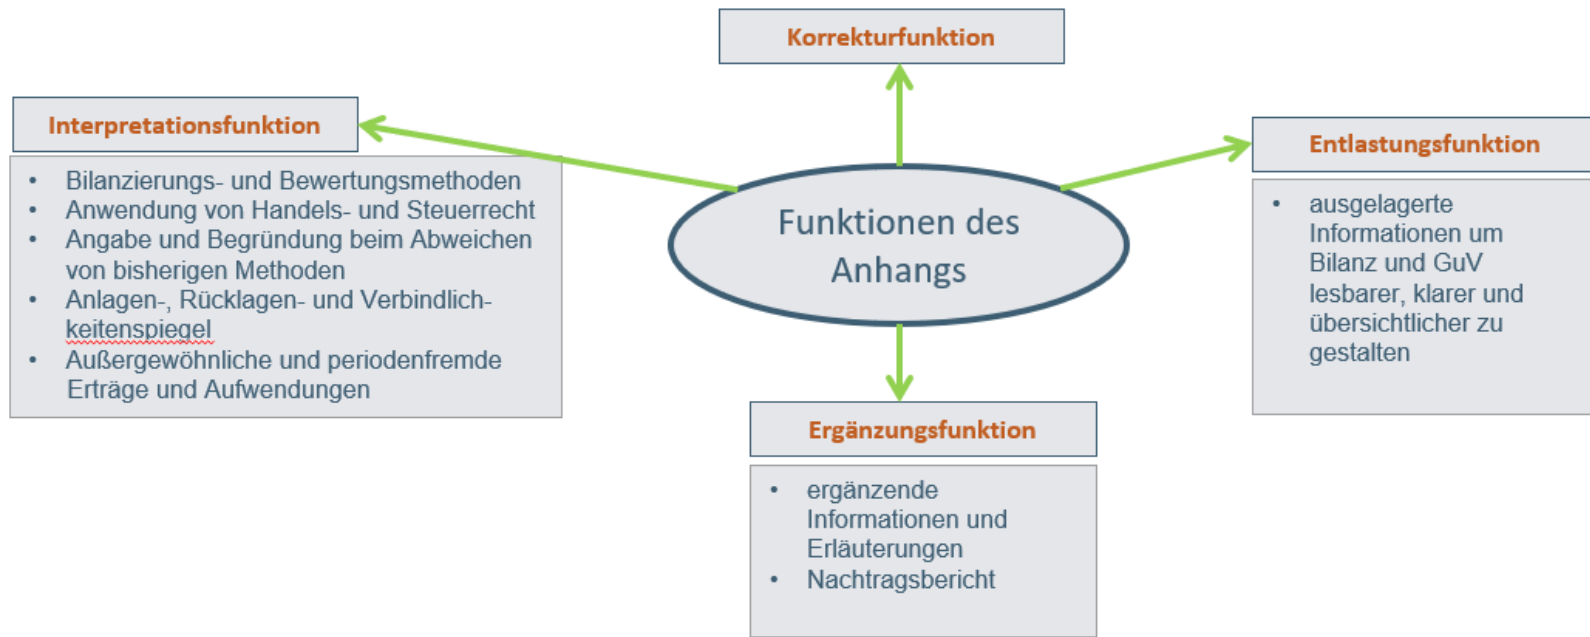 Korrekturfunktion
Interpretationsfunktion
• Bilanzierungs- und Bewertungsmethoden
• Anwendung von Handels- und Steuerrecht
• Angabe und Begründung beim Abweichen
von bisherigen Methoden
• Anlagen-, Rücklagen- und Verbindlich-
keitenspiegel
• Außergewöhnliche und periodenfremde
Erträge und Aufwendungen
Funktionen des
Anhangs
Entlastungsfunktion
• ausgelagerte
Informationen um
Bilanz und GuV
lesbarer, klarer und
übersichtlicher zu
gestalten
Ergänzungsfunktion
• ergänzende
Informationen und
Erläuterungen
• Nachtragsbericht